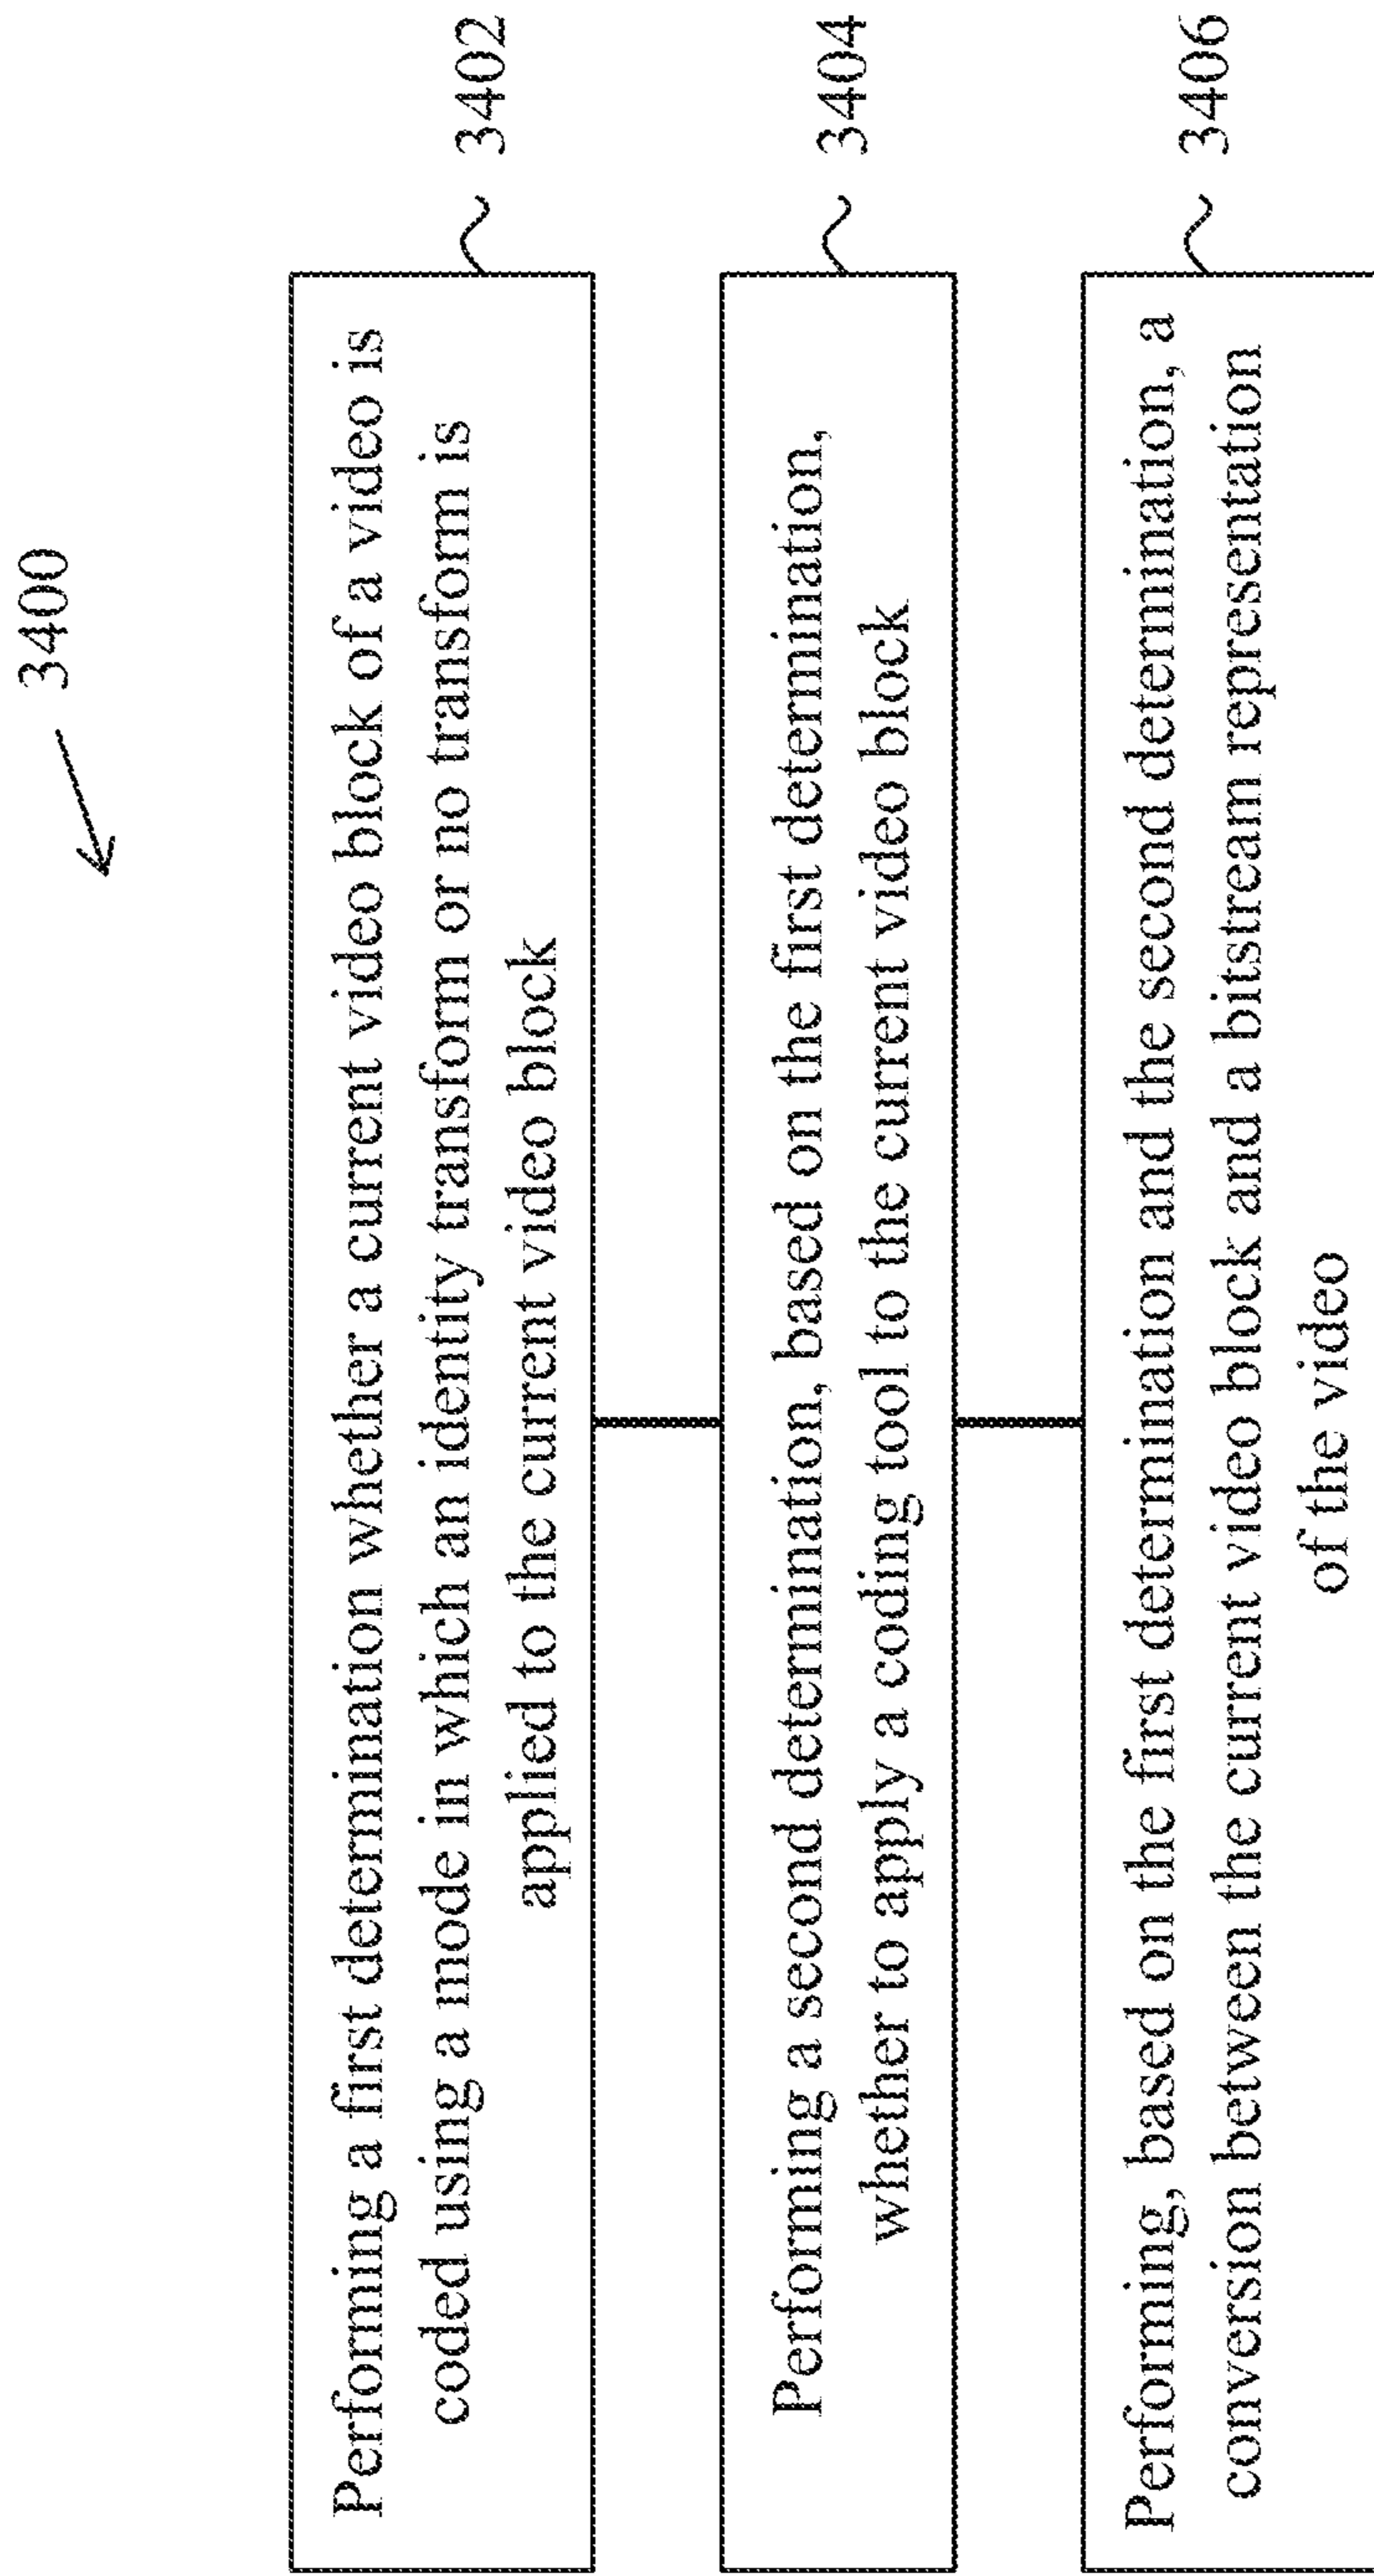 3400
Performing a first determination whether a current video block of a video is
coded using a mode in which an identity transform or no transform is
applied to the current video block
3402
Performing a second determination, based on the first determination,
whether to apply a coding tool to the current video block
3404
Performing, based on the first determination and the second determination, a
conversion between the current video block and a bitstream representation
of the video
3406